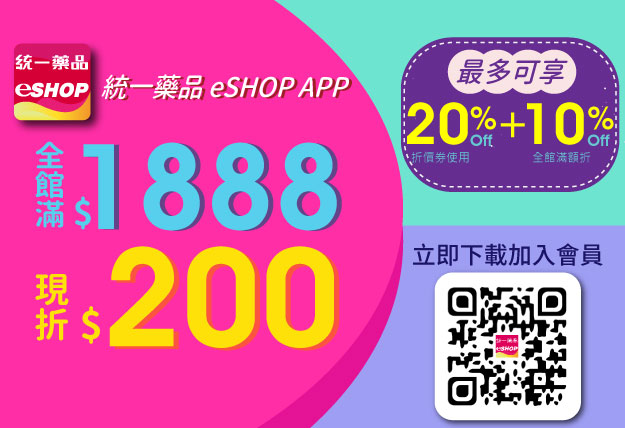 統一藥品
eSHOP
統一藥品 eSHOP APP
全館滿 $1888
現折 $200
最多可享
20%Off+10%Off
折價券使用
全館滿額折
立即下載加入會員
統一藥品
eSHOP